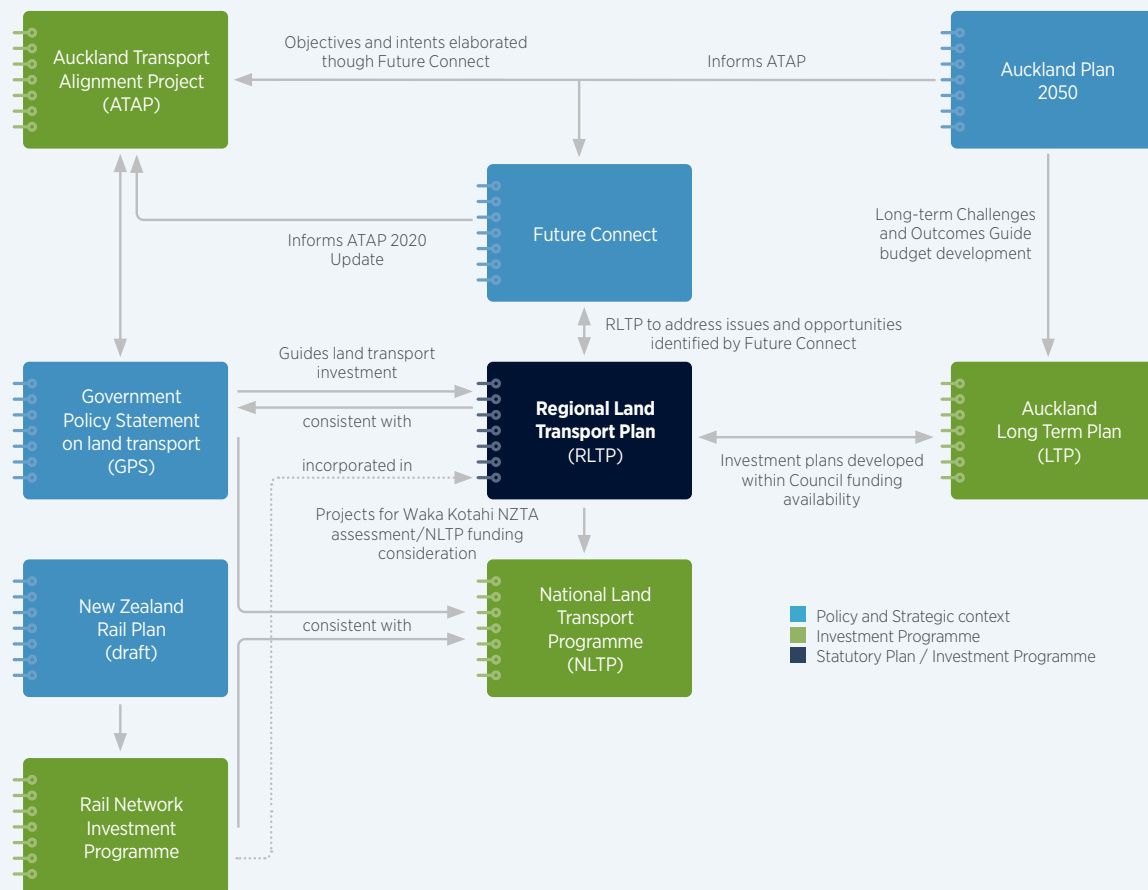 Auckland Transport
Alignment Project
(ATAP)
Objectives and intents elaborated
though Future Connect
Informs ATAP
Auckland Plan
2050
Future Connect
Informs ATAP 2020
Update
Long-term Challenges
and Outcomes Guide
budget development
RLTP to address issues and opportunities
identified by Future Connect
Government
Policy Statement
on land transport
(GPS)
Guides land transport
investment
consistent with
incorporated in
Regional Land
Transport Plan
(RLTP)
Investment plans developed
within Council funding
availability
Auckland
Long Term Plan
(LTP)
Projects for Waka Kotahi NZTA
assessment/NLTP funding
consideration
New Zealand
Rail Plan
(draft)
consistent with
National Land
Transport
Programme
(NLTP)
Policy and Strategic context
Investment Programme
Statutory Plan / Investment Programme
Rail Network
Investment
Programme